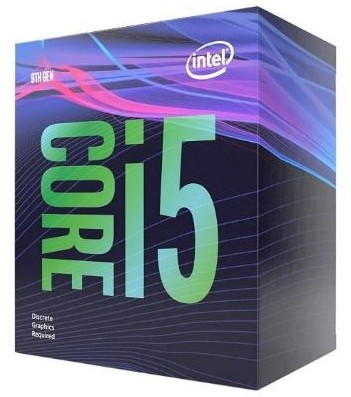 intel
9TH GEN
CORE
i5
Discrete
Graphics
Required